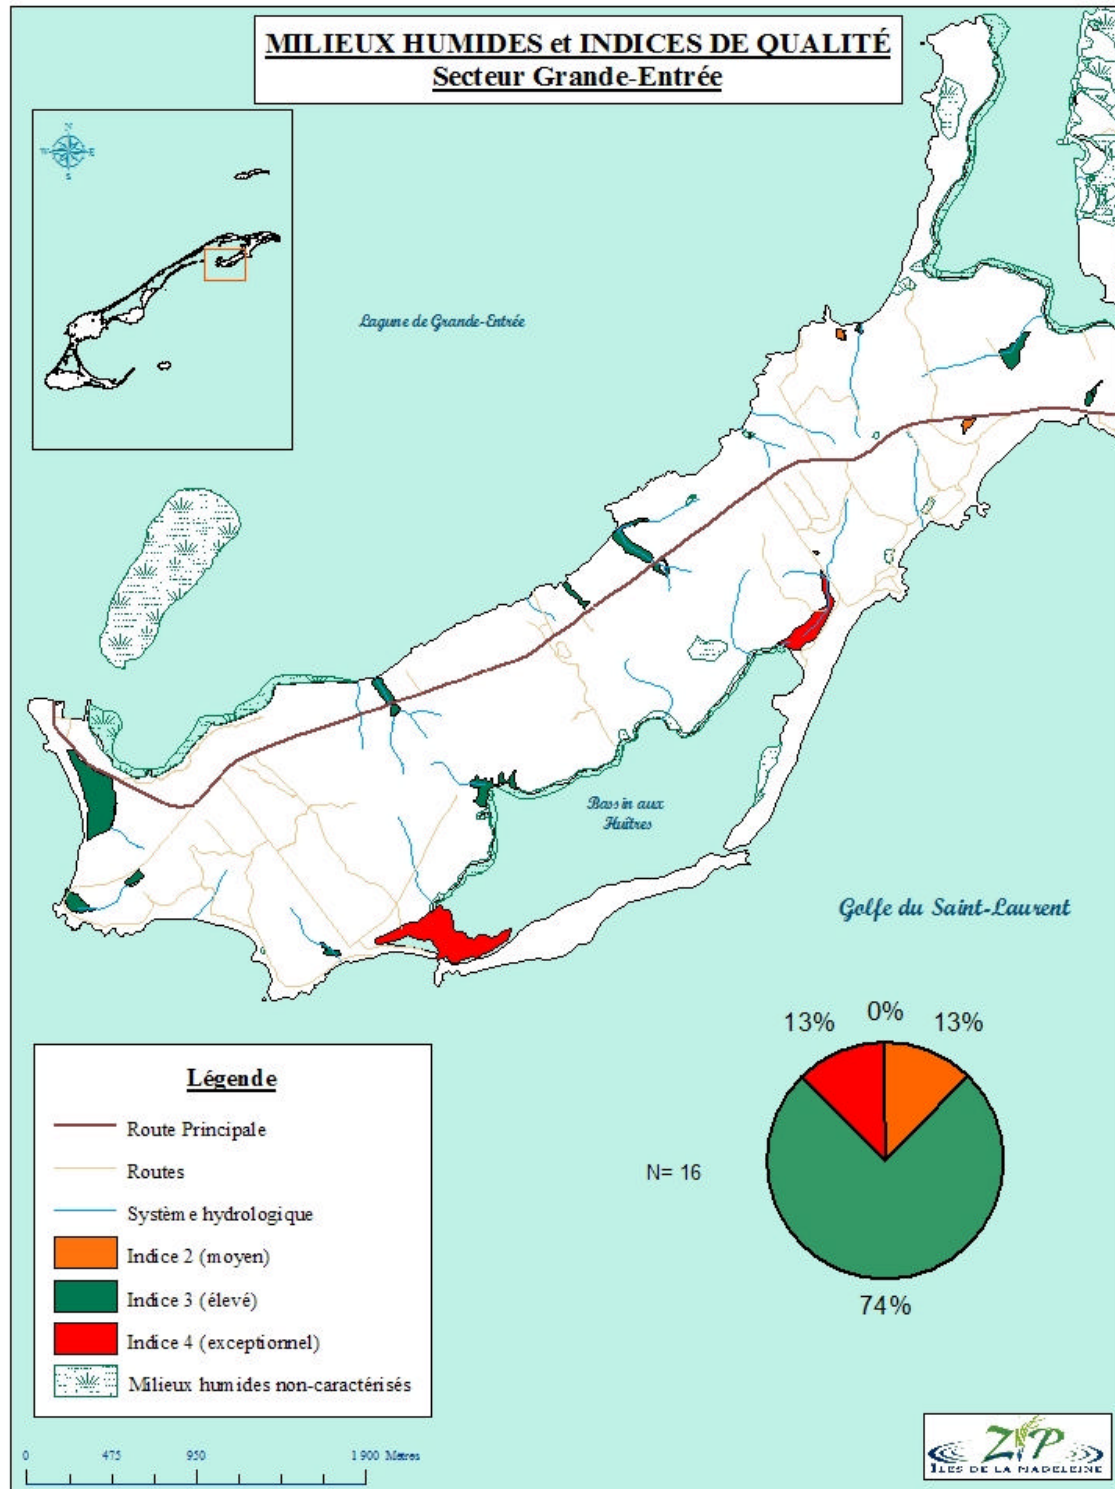 MILIEUX HUMIDES et INDICES DE QUALITÉ
Secteur Grande-Entrée
N
W
E
S
Lagune de Grande-Entrée
Bassin aux
Huîtres
Golfe du Saint-Laurent
13%
0%
13%
N= 16
74%
Légende
Route Principale
Routes
Système hydrologique
Indice 2 (moyen)
Indice 3 (élevé)
Indice 4 (exceptionnel)
Milieux humides non-caractérisés
0 475 950 1 900 Metres
ZIP
ILES DE LA MADELEINE